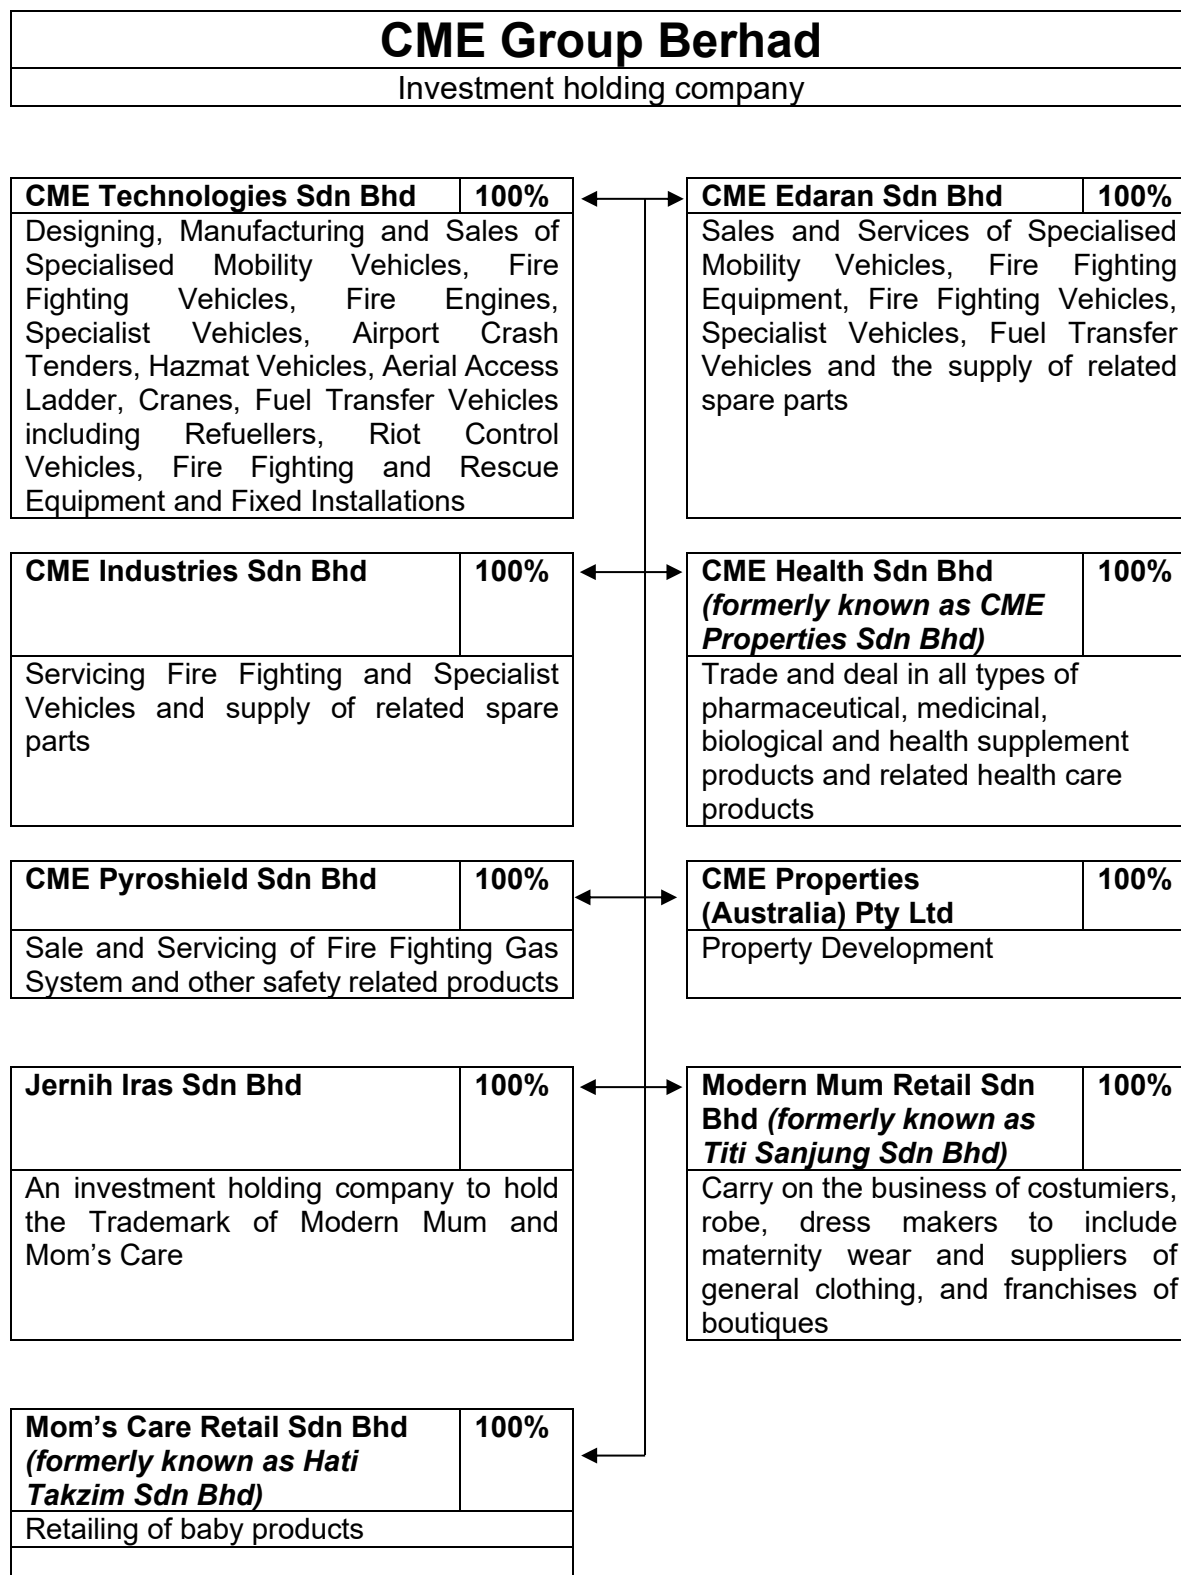 CME Group Berhad
Investment holding company
CME Technologies Sdn Bhd 100%
Designing, Manufacturing and Sales of
Specialised Mobility Vehicles, Fire
Fighting Vehicles, Fire Engines,
Specialist Vehicles, Airport Crash
Tenders, Hazmat Vehicles, Aerial Access
Ladder, Cranes, Fuel Transfer Vehicles
including Refuellers, Riot Control
Vehicles, Fire Fighting and Rescue
Equipment and Fixed Installations
CME Edaran Sdn Bhd 100%
Sales and Services of Specialised
Mobility Vehicles, Fire Fighting
Equipment, Fire Fighting Vehicles,
Specialist Vehicles, Fuel Transfer
Vehicles and the supply of related
spare parts
CME Industries Sdn Bhd 100%
Servicing Fire Fighting and Specialist
Vehicles and supply of related spare
parts
CME Health Sdn Bhd 100%
(formerly known as CME
Properties Sdn Bhd)
Trade and deal in all types of
pharmaceutical, medicinal,
biological and health supplement
products and related health care
products
CME Pyroshield Sdn Bhd 100%
Sale and Servicing of Fire Fighting Gas
System and other safety related products
CME Properties 100%
(Australia) Pty Ltd
Property Development
Jernih Iras Sdn Bhd 100%
An investment holding company to hold
the Trademark of Modern Mum and
Mom’s Care
Modern Mum Retail Sdn 100%
Bhd (formerly known as
Titi Sanjung Sdn Bhd)
Carry on the business of costumiers,
robe, dress makers to include
maternity wear and suppliers of
general clothing, and franchises of
boutiques
Mom’s Care Retail Sdn Bhd 100%
(formerly known as Hati
Takzim Sdn Bhd)
Retailing of baby products